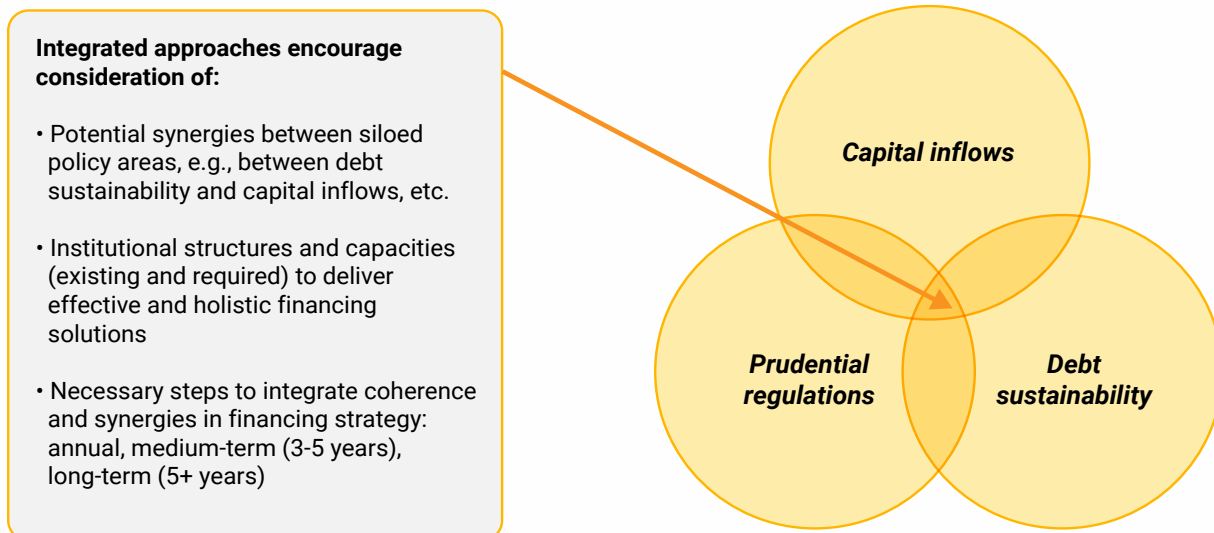 Integrated approaches encourage
consideration of:
• Potential synergies between siloed
policy areas, e.g., between debt
sustainability and capital inflows, etc.
• Institutional structures and capacities
(existing and required) to deliver
effective and holistic financing
solutions
• Necessary steps to integrate coherence
and synergies in financing strategy:
annual, medium-term (3-5 years),
long-term (5+ years)
Capital inflows
Prudential
regulations
Debt
sustainability